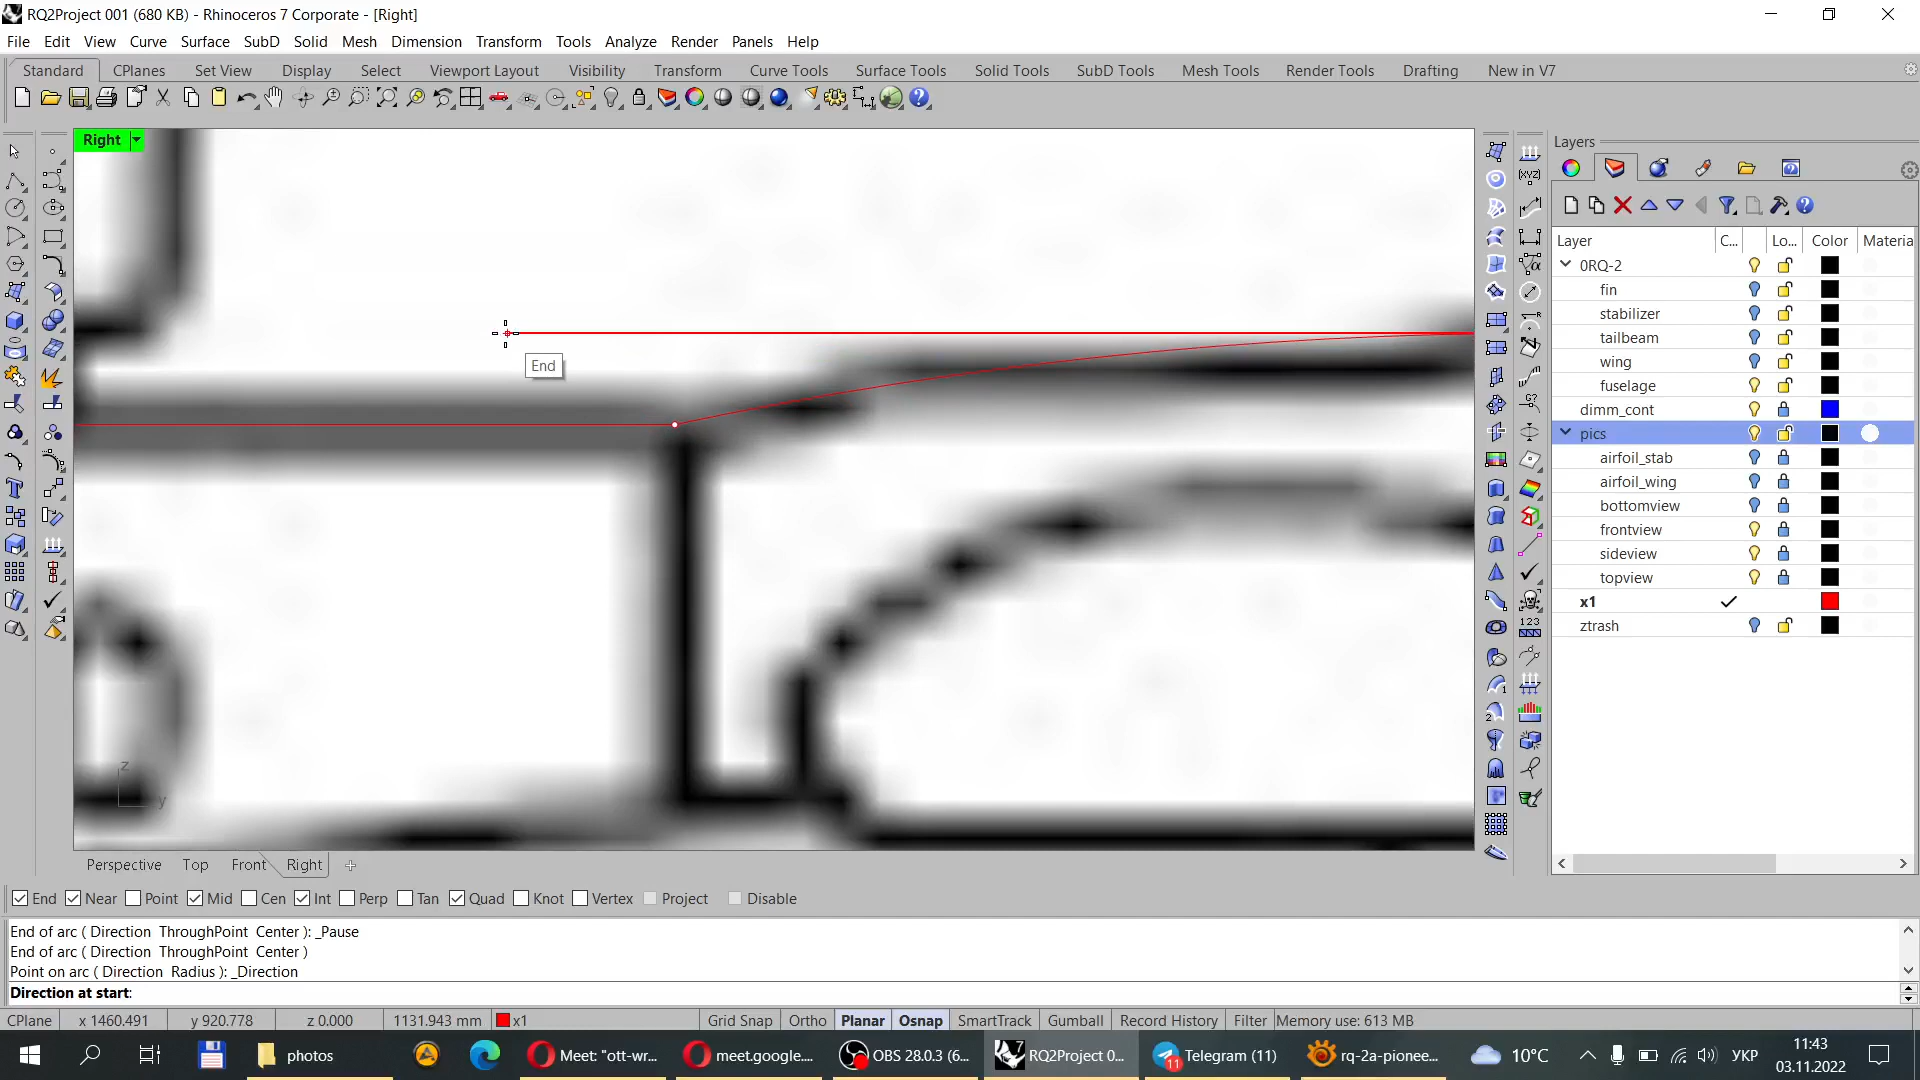 RQ2Project 001 (680 KB) - Rhinoceros 7 Corporate - [Right]
File Edit View Curve Surface SubD Solid Mesh Dimension Transform Tools Analyze Render Panels Help
Standard CPlanes Set View Display Select Viewport Layout Visibility Transform Curve Tools Surface Tools Solid Tools SubD Tools Mesh Tools Render Tools Drafting New in V7
Right
End
z
y
Layers
Layer C... Lo... Color Materia
0RQ-2
fin
stabilizer
tailbeam
wing
fuselage
dimm_cont
pics
airfoil_stab
airfoil_wing
bottomview
frontview
sideview
topview
x1
ztrash
Perspective Top Front Right
End Near Point Mid Cen Int Perp Tan Quad Knot Vertex Project Disable
End of arc ( Direction ThroughPoint Center ): _Pause
End of arc ( Direction ThroughPoint Center )
Point on arc ( Direction Radius ): _Direction
Direction at start:
CPlane x 1460.491 y 920.778 z 0.000 1131.943 mm x1 Grid Snap Ortho Planar Osnap SmartTrack Gumball Record History Filter Memory use: 613 MB
photos Meet: "ott-wr... meet.google.... OBS 28.0.3 (6... RQ2Project 0... Telegram (11) rq-2a-pionee... 10°C УКР 11:43
03.11.2022